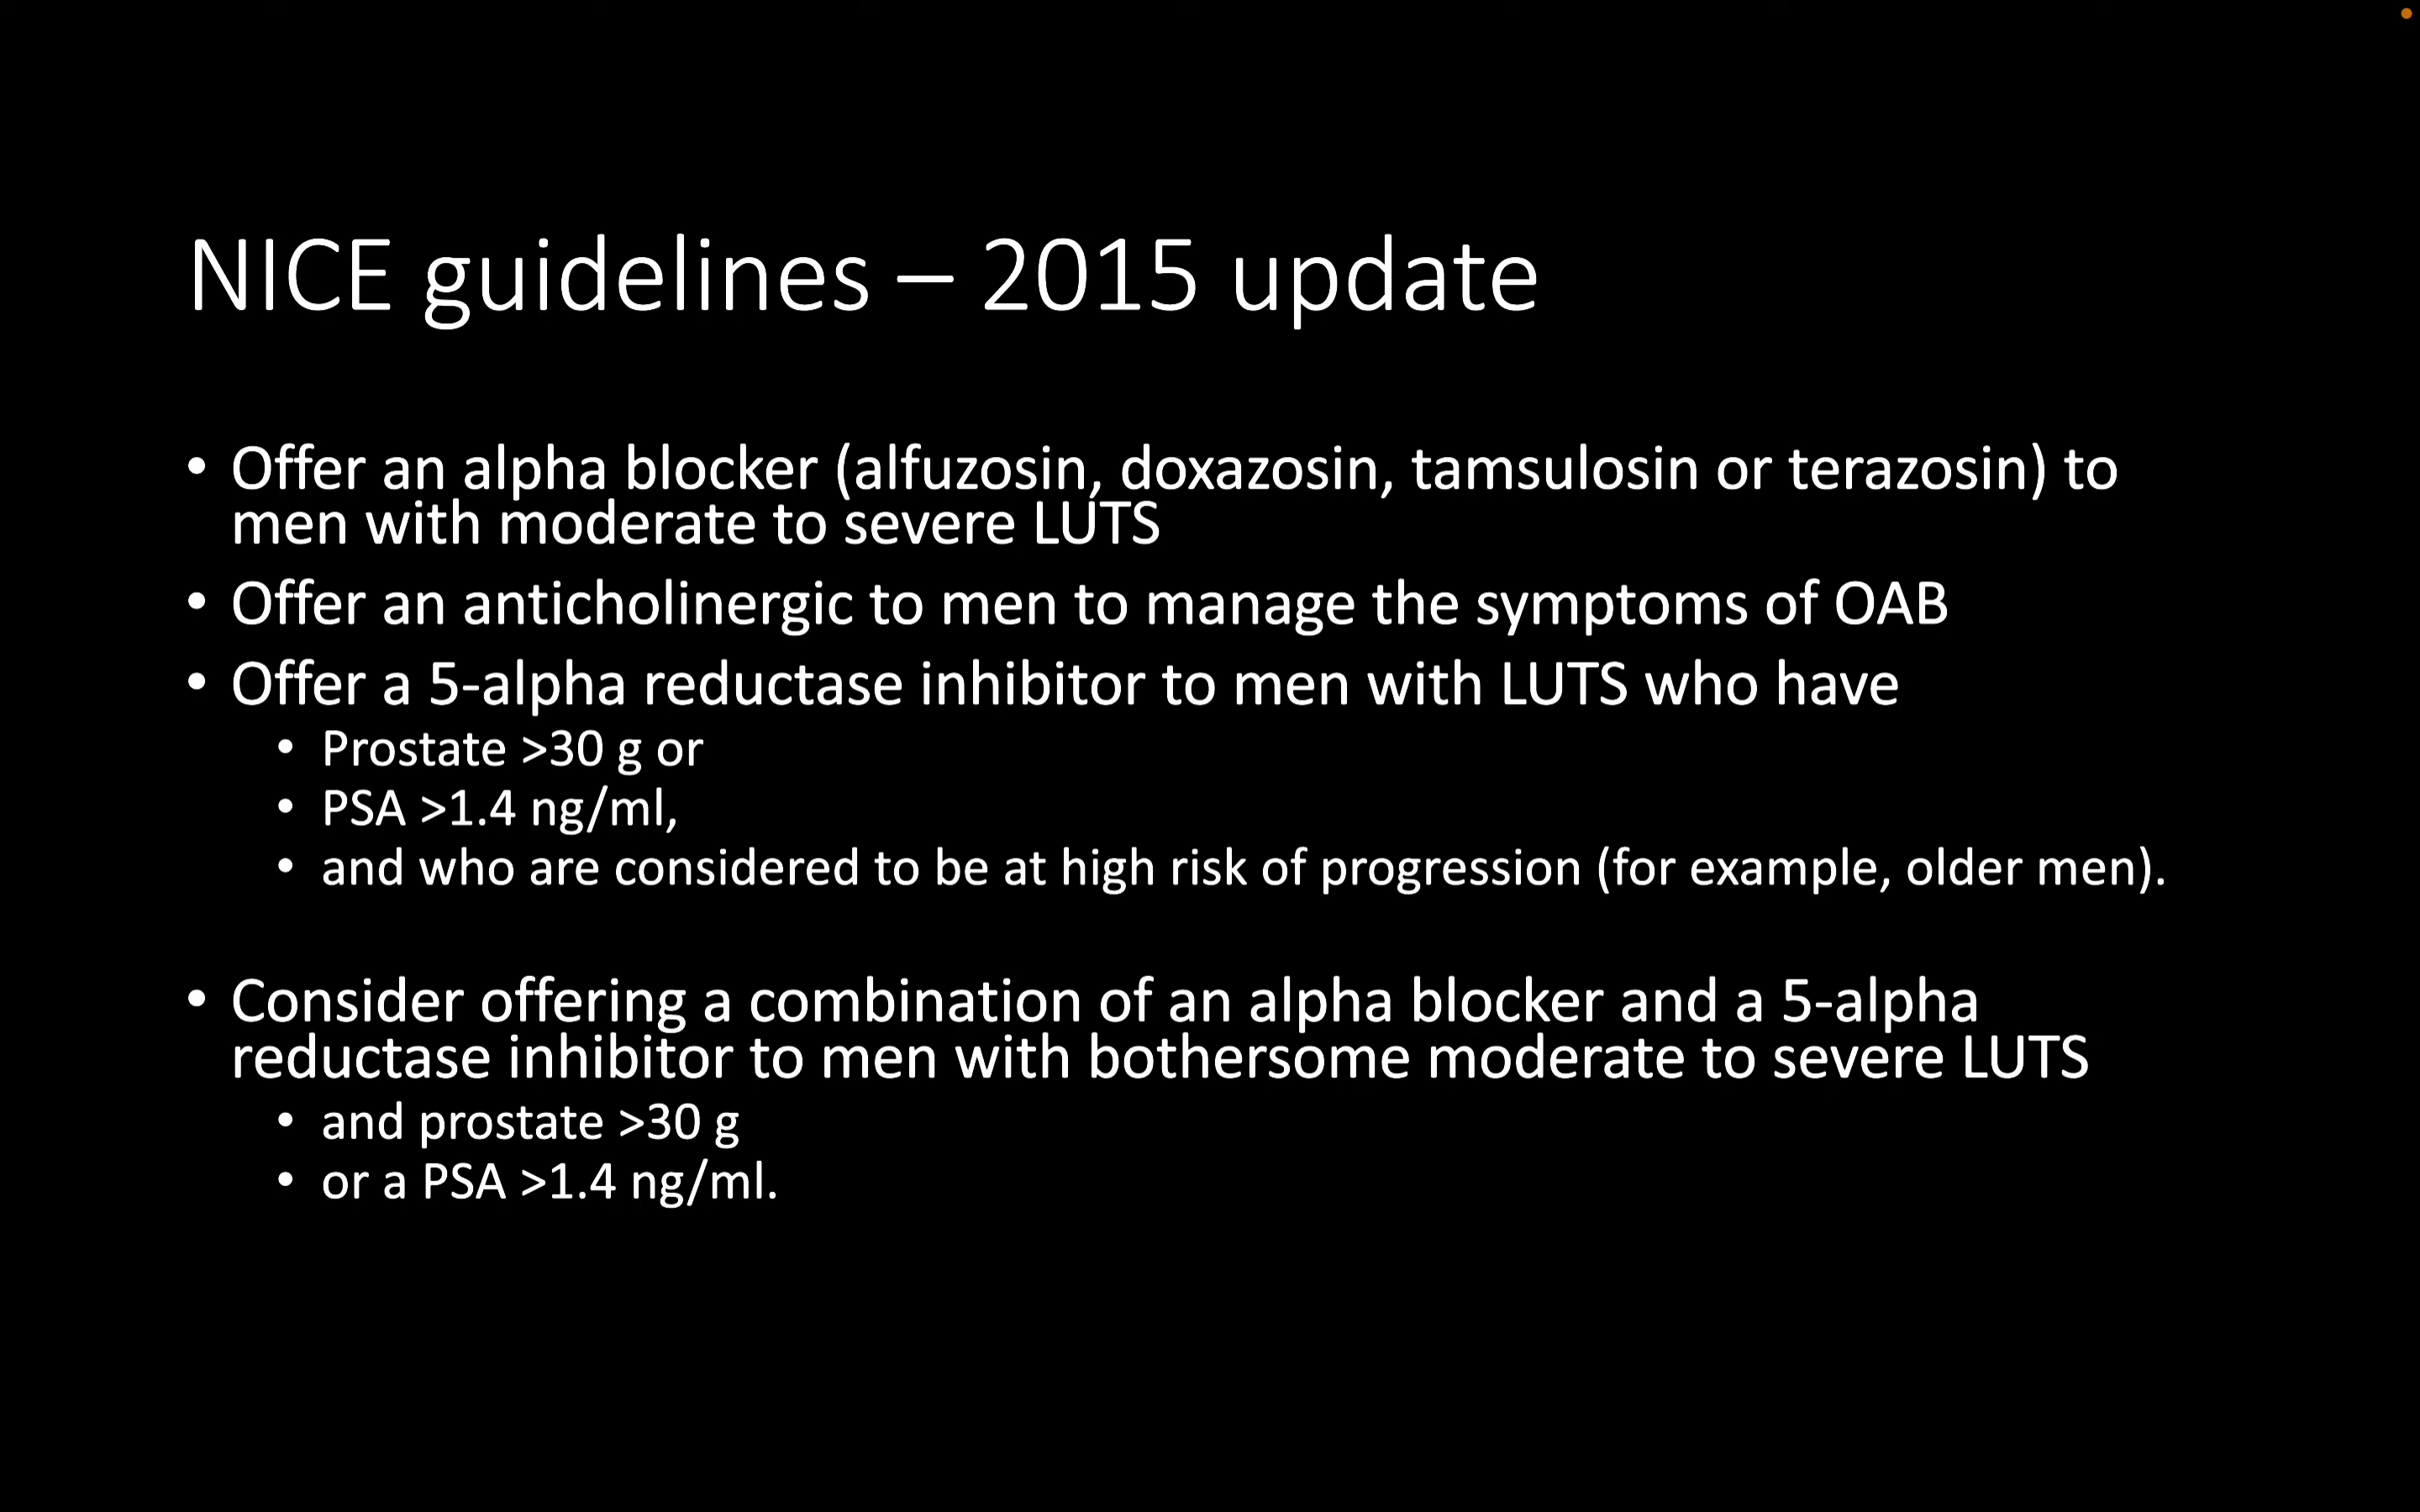 NICE guidelines – 2015 update
• Offer an alpha blocker (alfuzosin, doxazosin, tamsulosin or terazosin) to
men with moderate to severe LUTS
• Offer an anticholinergic to men to manage the symptoms of OAB
• Offer a 5-alpha reductase inhibitor to men with LUTS who have
• Prostate >30 g or
• PSA >1.4 ng/ml,
• and who are considered to be at high risk of progression (for example, older men).
• Consider offering a combination of an alpha blocker and a 5-alpha
reductase inhibitor to men with bothersome moderate to severe LUTS
• and prostate >30 g
• or a PSA >1.4 ng/ml.